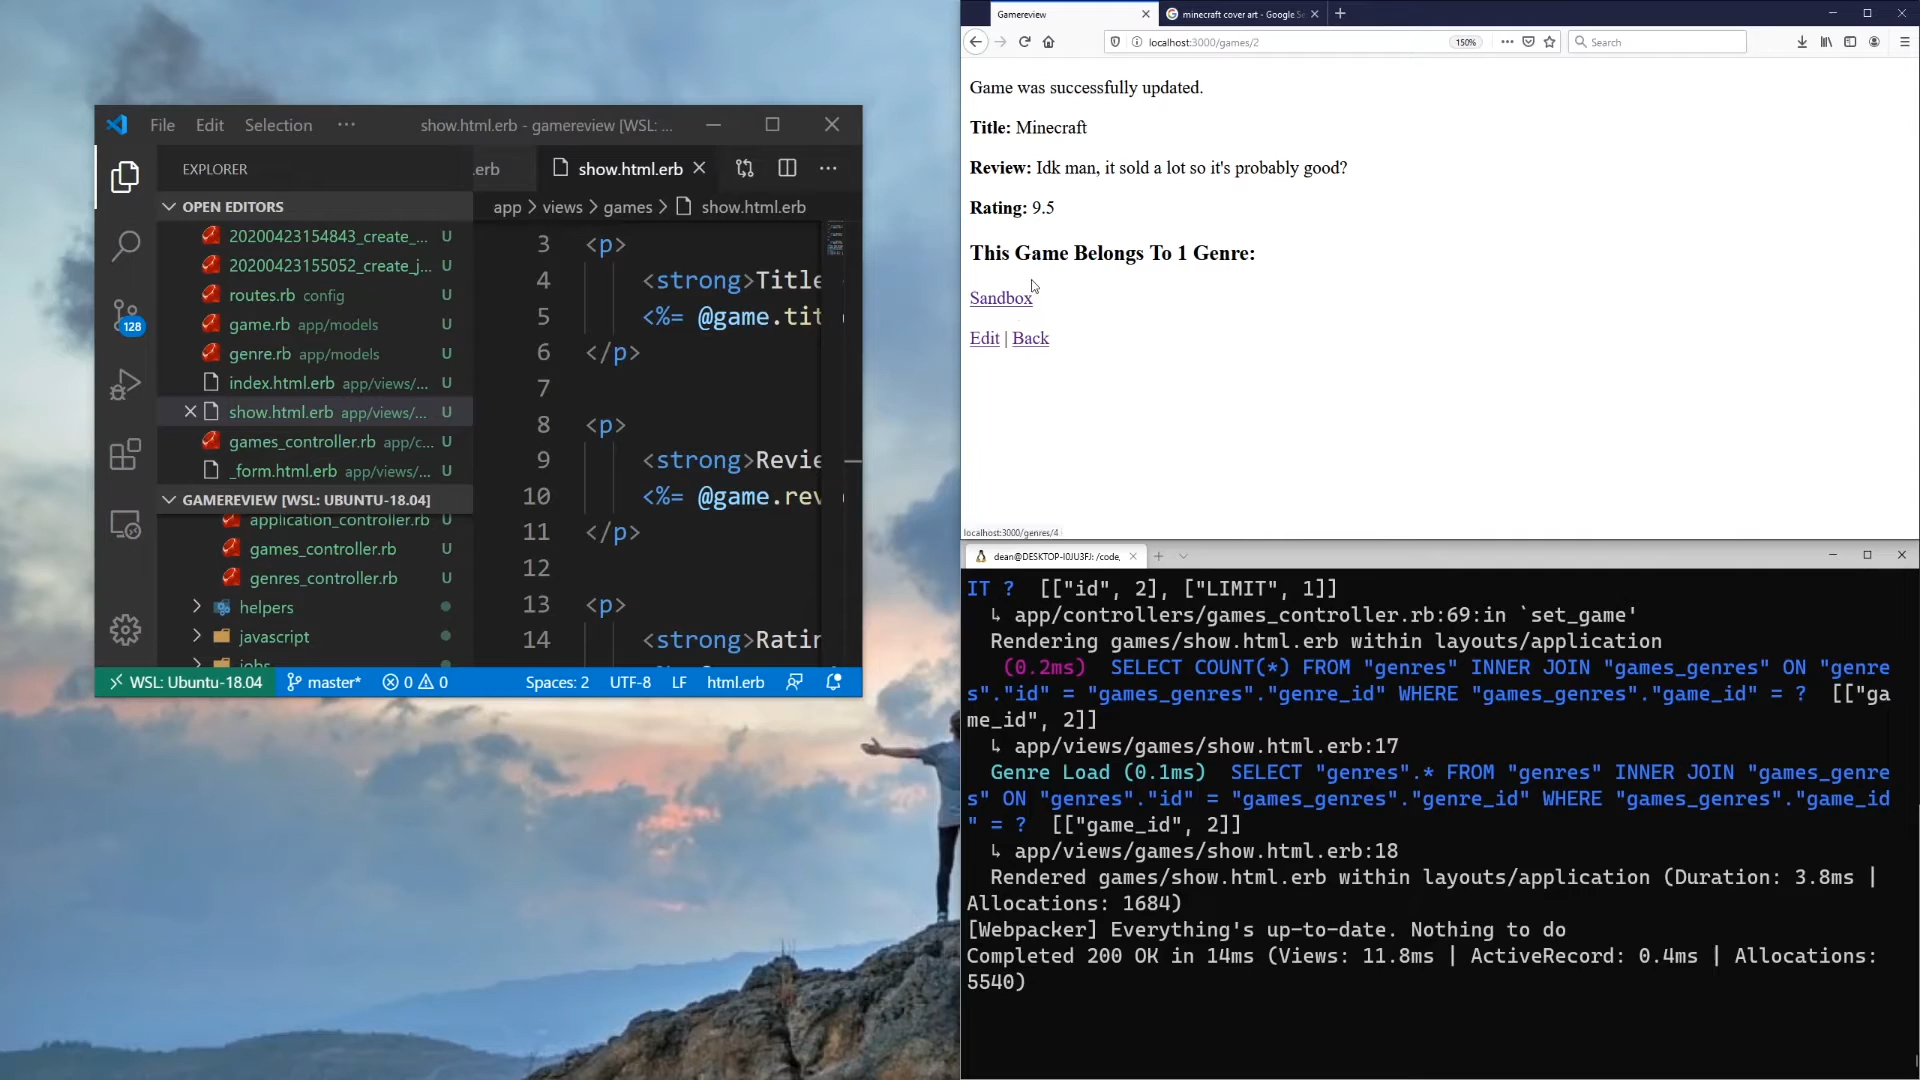 File Edit Selection ··· show.html.erb - gamereview [WSL: ...
EXPLORER
.erb show.html.erb
OPEN EDITORS
app > views > games > show.html.erb
20200423154843_create_... U
20200423155052_create_j... U
routes.rb config U
game.rb app/models U
genre.rb app/models U
index.html.erb app/views/... U
show.html.erb app/views/... U
games_controller.rb app/c... U
_form.html.erb app/views/... U
GAMEREVIEW [WSL: UBUNTU-18.04]
application_controller.rb U
games_controller.rb U
genres_controller.rb U
helpers
javascript
jobs
128
3 <p>
4 <strong>Title
5 <%= @game.tit
6 </p>
7
8 <p>
9 <strong>Revie
10 <%= @game.rev
11 </p>
12
13 <p>
14 <strong>Ratin
WSL: Ubuntu-18.04 master* 0 0 Spaces: 2 UTF-8 LF html.erb
Gamereview minecraft cover art - Google Se
localhost:3000/games/2 150% Search
Game was successfully updated.
Title: Minecraft
Review: Idk man, it sold a lot so it's probably good?
Rating: 9.5
This Game Belongs To 1 Genre:
Sandbox
Edit | Back
localhost:3000/genres/4
dean@DESKTOP-I0JU3FJ: /code,
IT ? [["id", 2], ["LIMIT", 1]]
↳ app/controllers/games_controller.rb:69:in `set_game'
Rendering games/show.html.erb within layouts/application
(0.2ms) SELECT COUNT(*) FROM "genres" INNER JOIN "games_genres" ON "genre
s"."id" = "games_genres"."genre_id" WHERE "games_genres"."game_id" = ? [["ga
me_id", 2]]
↳ app/views/games/show.html.erb:17
Genre Load (0.1ms) SELECT "genres".* FROM "genres" INNER JOIN "games_genre
s" ON "genres"."id" = "games_genres"."genre_id" WHERE "games_genres"."game_id
" = ? [["game_id", 2]]
↳ app/views/games/show.html.erb:18
Rendered games/show.html.erb within layouts/application (Duration: 3.8ms |
Allocations: 1684)
[Webpacker] Everything's up-to-date. Nothing to do
Completed 200 OK in 14ms (Views: 11.8ms | ActiveRecord: 0.4ms | Allocations:
5540)